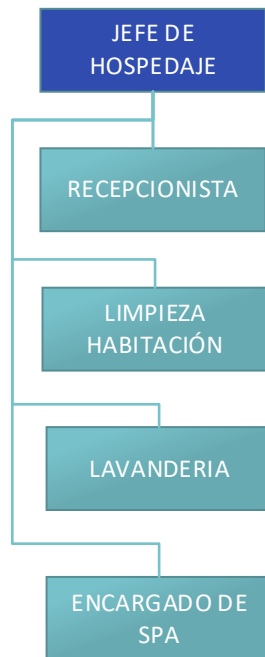 JEFE DE
HOSPEDAJE
RECEPCIONISTA
LIMPIEZA
HABITACIÓN
LAVANDERIA
ENCARGADO DE
SPA